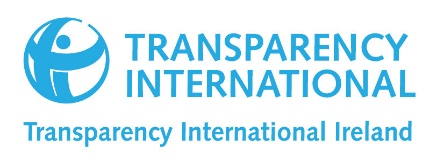 TRANSPARENCY
INTERNATIONAL
Transparency International Ireland